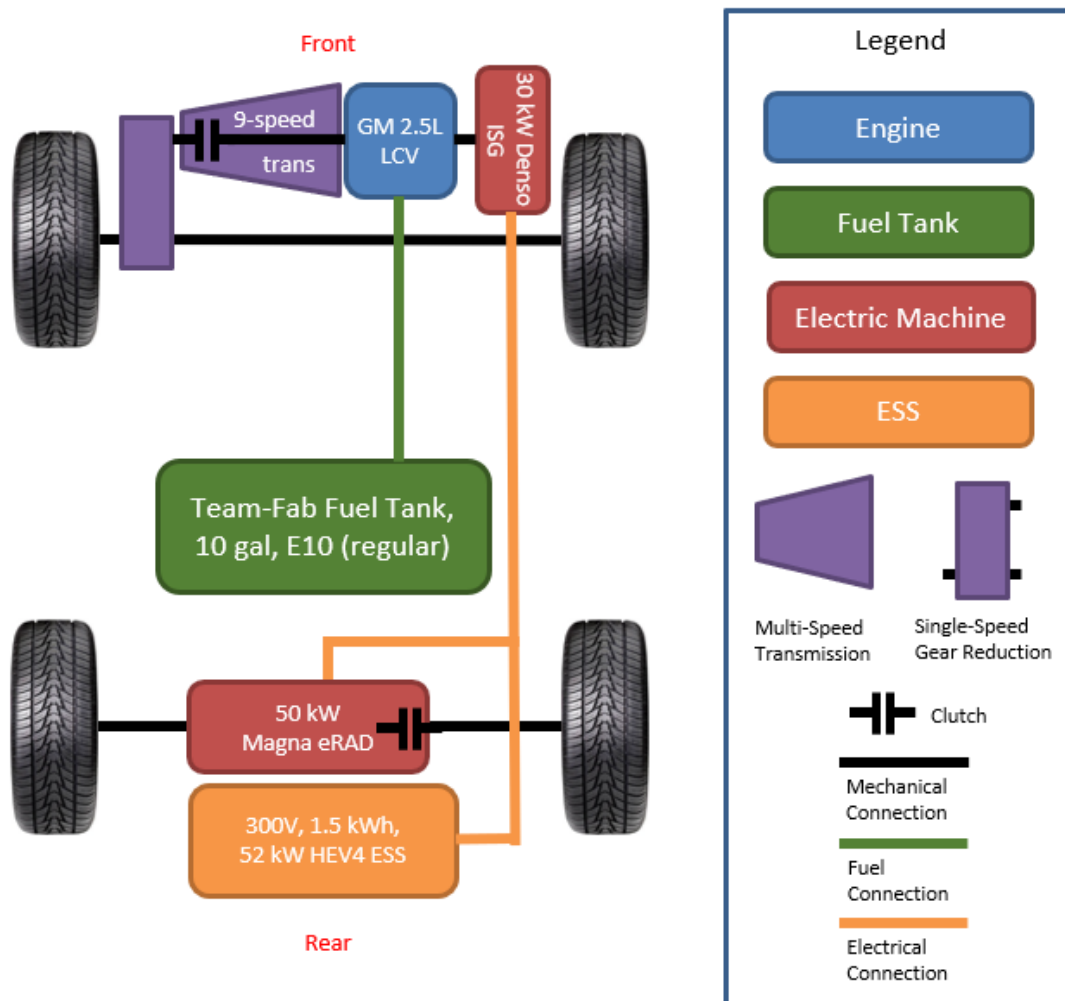 Front
9-speed
trans
GM 2.5L
LCV
30 kW Denso
ISG
Team-Fab Fuel Tank,
10 gal, E10 (regular)
50 kW
Magna eRAD
300V, 1.5 kWh,
52 kW HEV4 ESS
Rear
Legend
Engine
Fuel Tank
Electric Machine
ESS
Multi-Speed
Transmission
Single-Speed
Gear Reduction
Clutch
Mechanical
Connection
Fuel
Connection
Electrical
Connection